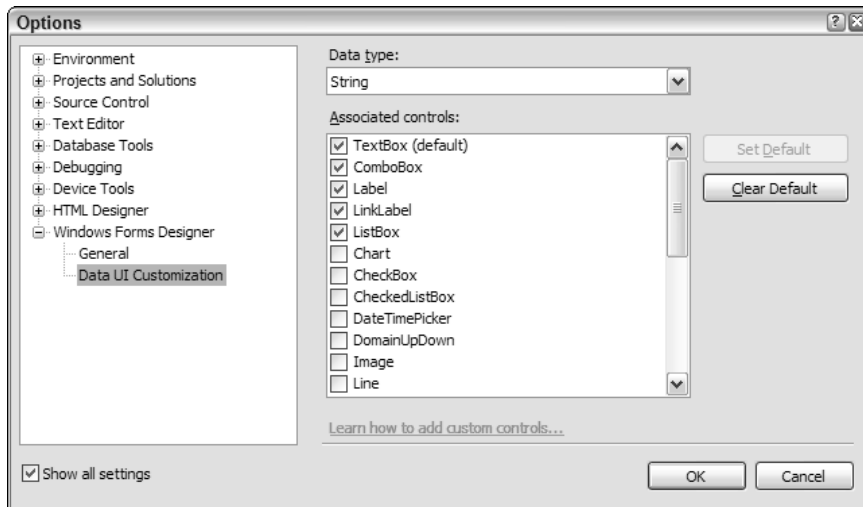 Options
Environment
Projects and Solutions
Source Control
Text Editor
Database Tools
Debugging
Device Tools
HTML Designer
Windows Forms Designer
General
Data UI Customization
Data type:
String
Associated controls:
TextBox (default)
ComboBox
Label
LinkLabel
ListBox
Chart
CheckBox
CheckedListBox
DateTimePicker
DomainUpDown
Image
Line
Set Default
Clear Default
Learn how to add custom controls...
Show all settings
OK
Cancel